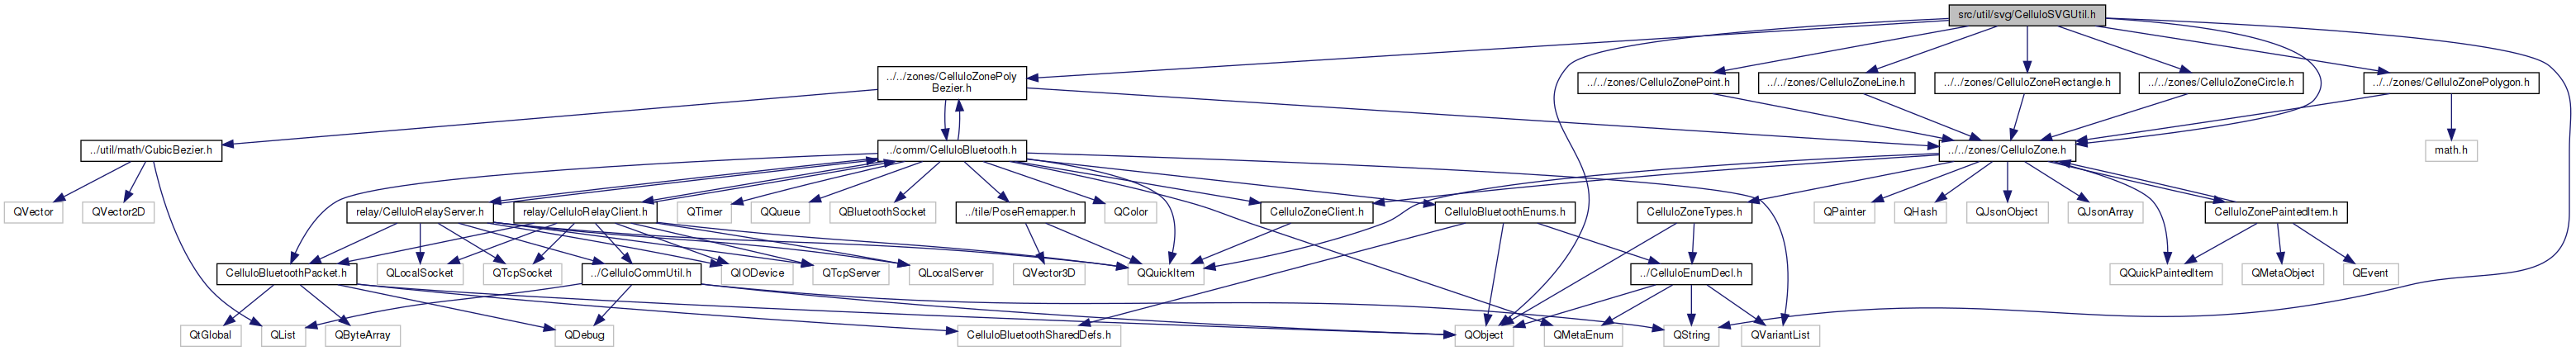 src/util/svg/CelluloSVGUtil.h
../../zones/CelluloZonePoly
Bezier.h
../../zones/CelluloZonePoint.h
../../zones/CelluloZoneLine.h
../../zones/CelluloZoneRectangle.h
../../zones/CelluloZoneCircle.h
../../zones/CelluloZonePolygon.h
../util/math/CubicBezier.h
../comm/CelluloBluetooth.h
../../zones/CelluloZone.h
math.h
QVector
QVector2D
relay/CelluloRelayServer.h
relay/CelluloRelayClient.h
QTimer
QQueue
QBluetoothSocket
../tile/PoseRemapper.h
QColor
CelluloZoneClient.h
CelluloBluetoothEnums.h
CelluloZoneTypes.h
QPainter
QHash
QJsonObject
QJsonArray
CelluloZonePaintedItem.h
CelluloBluetoothPacket.h
QLocalSocket
QTcpSocket
../CelluloCommUtil.h
QIODevice
QTcpServer
QLocalServer
QVector3D
QQuickItem
../CelluloEnumDecl.h
QQuickPaintedItem
QMetaObject
QEvent
QtGlobal
QList
QByteArray
QDebug
CelluloBluetoothSharedDefs.h
QObject
QMetaEnum
QString
QVariantList